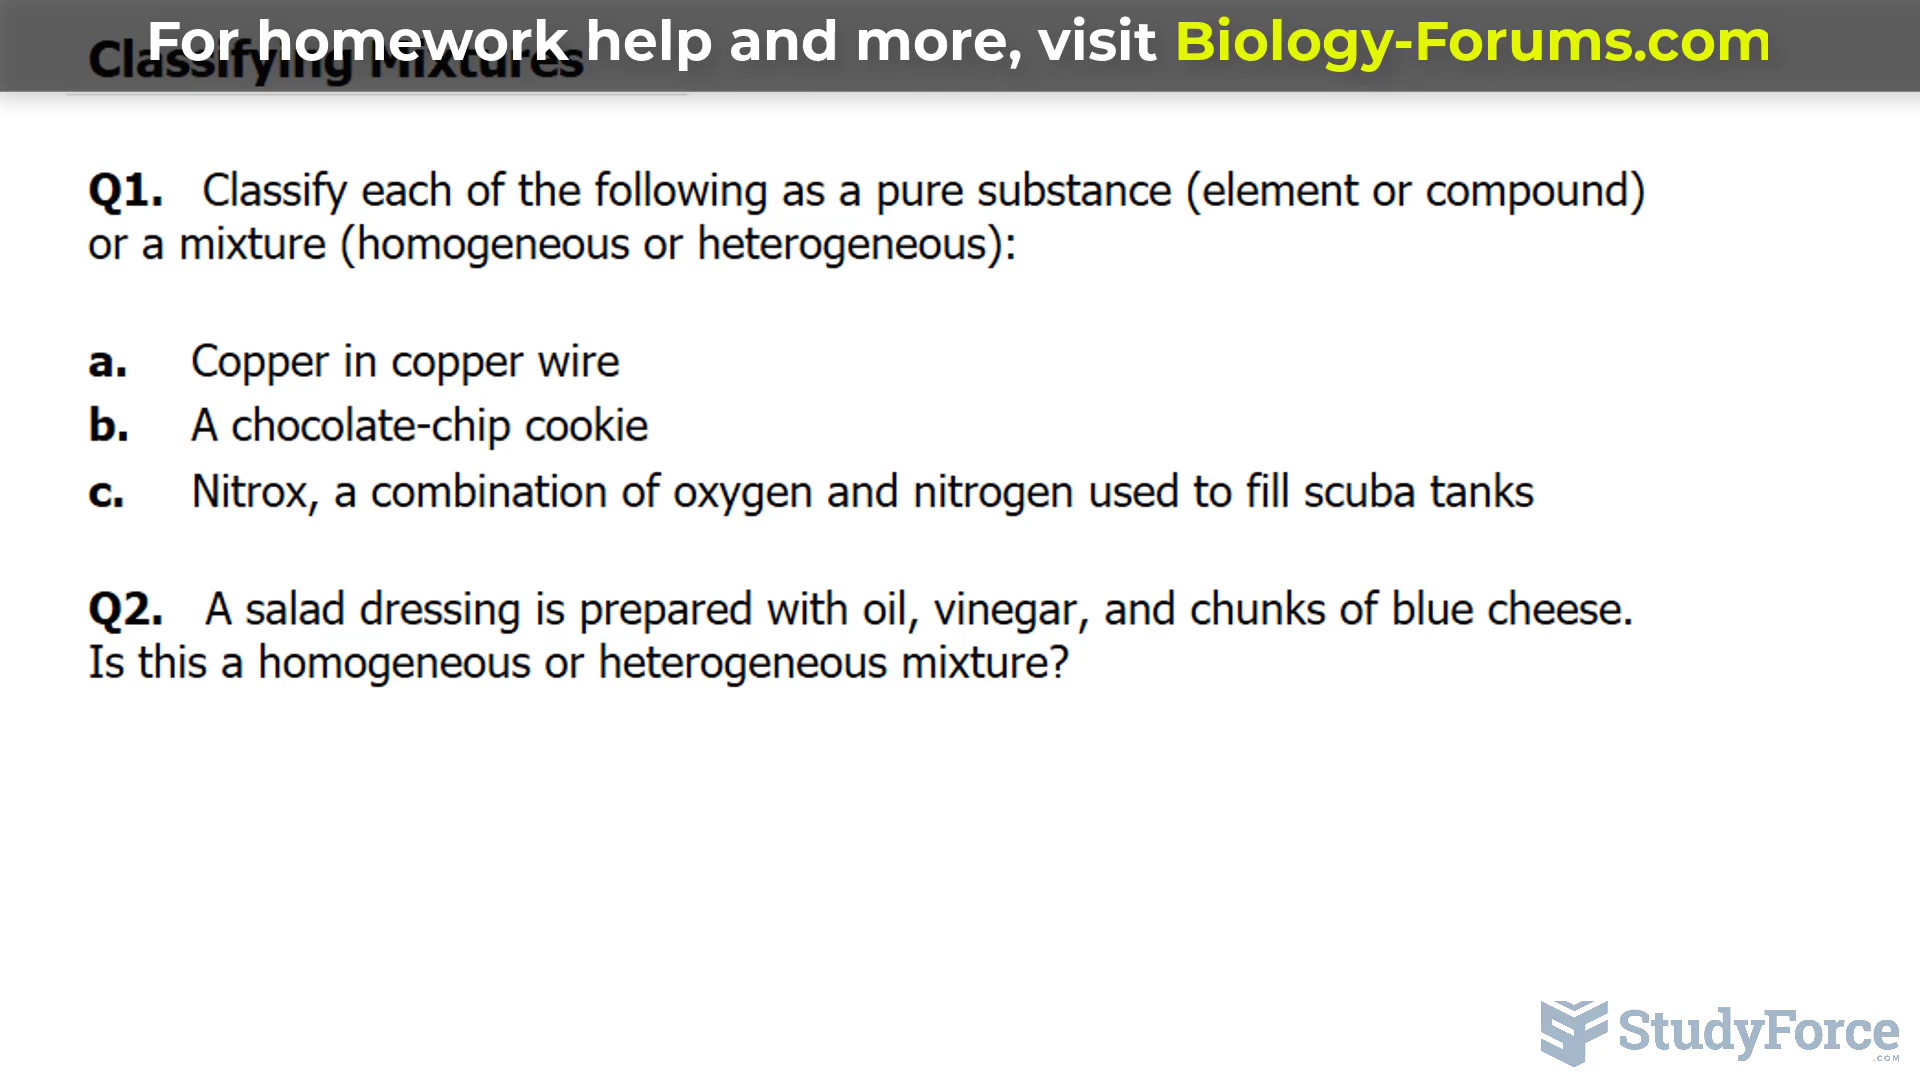 For homework help and more, visit Biology-Forums.com
Classifying Mixtures
Q1. Classify each of the following as a pure substance (element or compound)
or a mixture (homogeneous or heterogeneous):
a. Copper in copper wire
b. A chocolate-chip cookie
c. Nitrox, a combination of oxygen and nitrogen used to fill scuba tanks
Q2. A salad dressing is prepared with oil, vinegar, and chunks of blue cheese.
Is this a homogeneous or heterogeneous mixture?
StudyForce
.COM